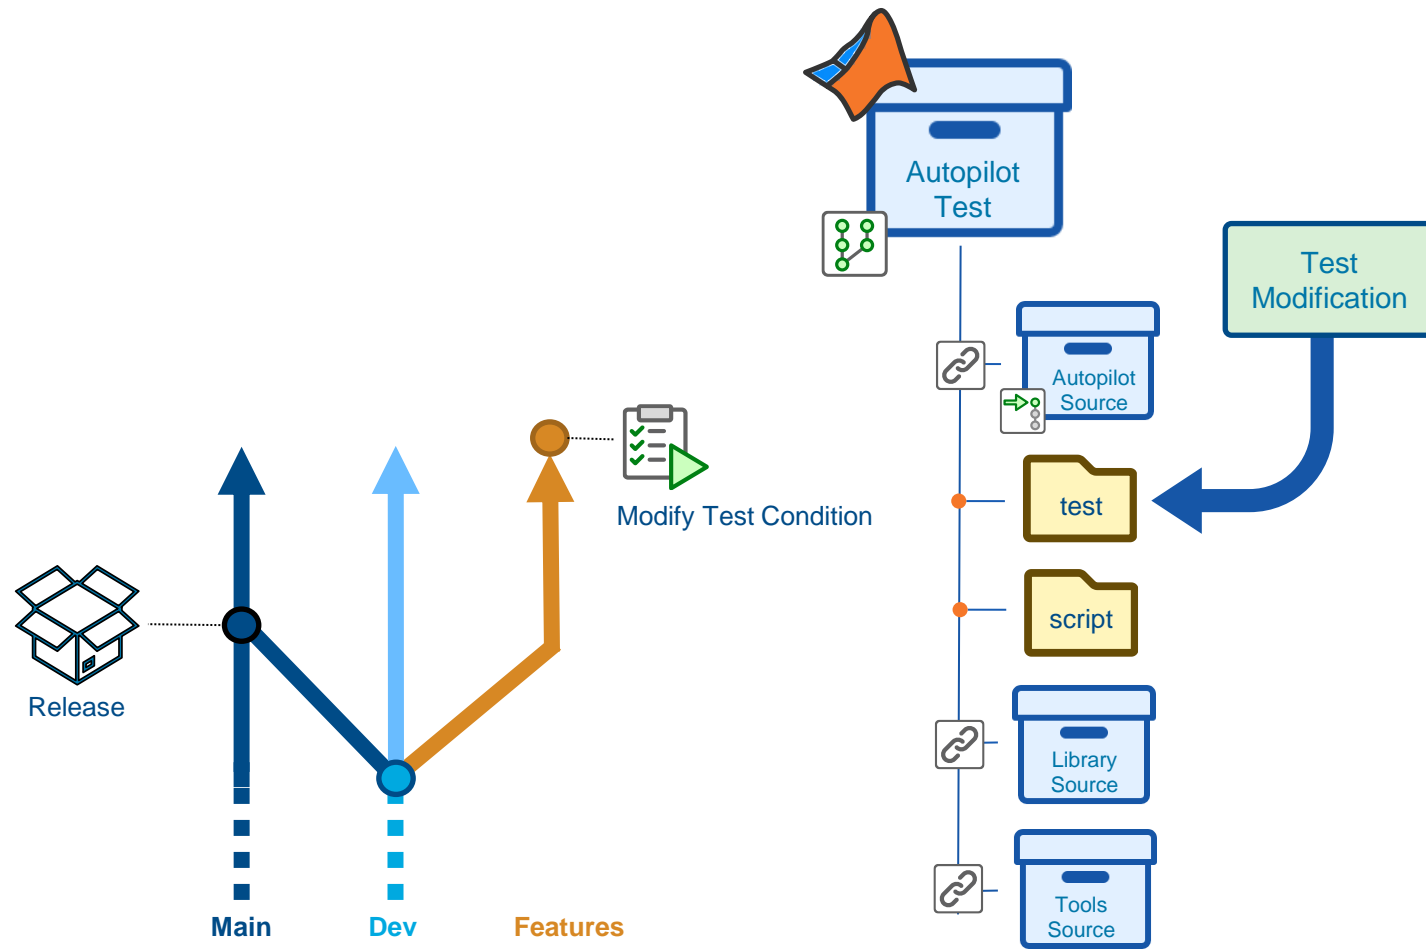 Autopilot
Test
Test
Modification
Autopilot
Source
test
Modify Test Condition
script
Release
Library
Source
Tools
Source
Main
Dev
Features